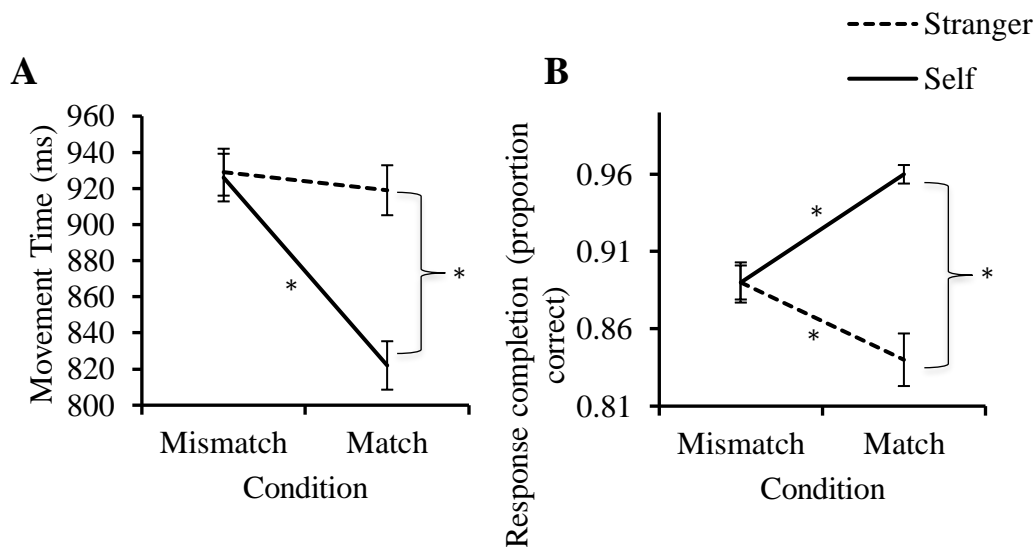 Stranger
Self
A
B
Movement Time (ms)
960
940
920
900
880
860
840
820
800
*
*
Mismatch
Match
Condition
Response completion (proportion
correct)
0.96
0.91
0.86
0.81
*
*
*
Mismatch
Match
Condition